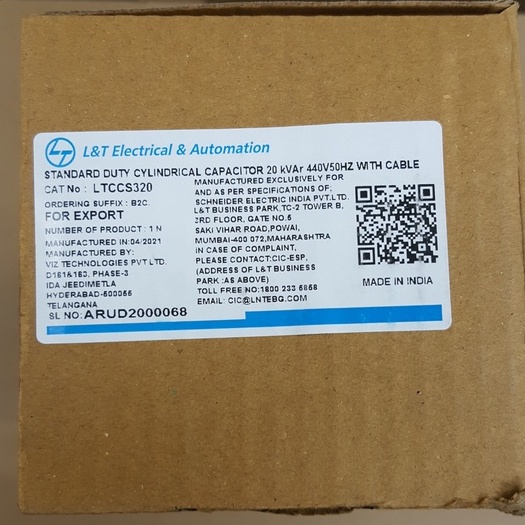 L&T Electrical & Automation
STANDARD DUTY CYLINDRICAL CAPACITOR 20 kVAr 440V50HZ WITH CABLE
CAT No : LTCCS320
ORDERING SUFFIX : B2C.
FOR EXPORT
NUMBER OF PRODUCT : 1 N
MANUFACTURED IN:04/2021
MANUFACTURED BY:
VIZ TECHNOLOGIES PVT LTD.
D161&163, PHASE-3
IDA JEEDIMETLA
HYDERABAD-500055
TELANGANA
SL NO:ARUD2000068
MANUFACTURED EXCLUSIVELY FOR
AND AS PER SPECIFICATIONS OF;
SCHNEIDER ELECTRIC INDIA PVT.LTD.
L&T BUSINESS PARK,TC-2 TOWER B,
3RD FLOOR, GATE NO.5
SAKI VIHAR ROAD,POWAI,
MUMBAI-400 072,MAHARASHTRA
IN CASE OF COMPLAINT,
PLEASE CONTACT:CIC-ESP,
(ADDRESS OF L&T BUSINESS
PARK :AS ABOVE)
TOLL FREE NO:1800 233 5858
EMAIL: CIC@LNTEBG.COM
MADE IN INDIA